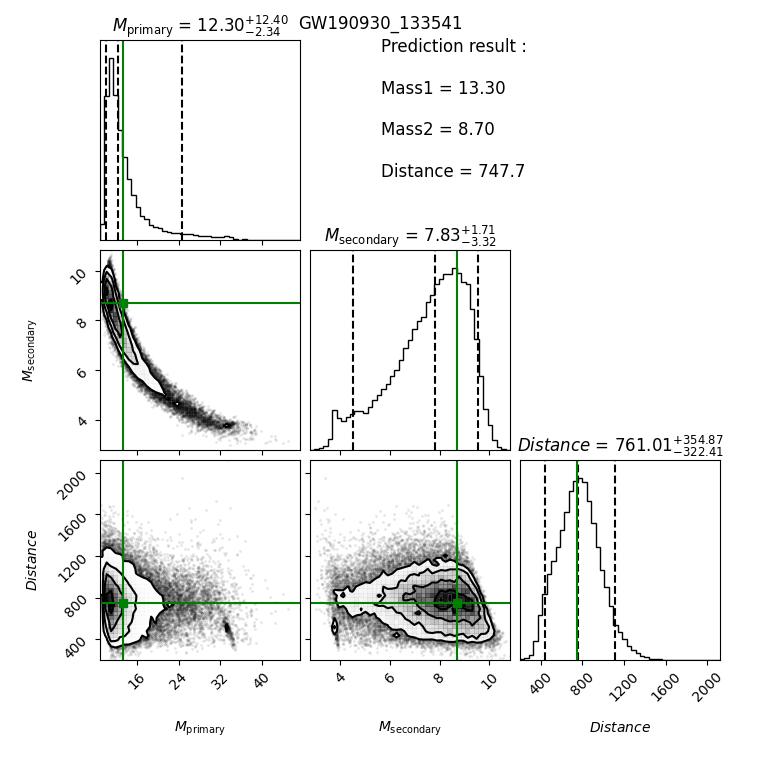 M_primary = 12.30^{+12.40}_{-2.34} GW190930_133541
Prediction result :
Mass1 = 13.30
Mass2 = 8.70
Distance = 747.7
M_secondary = 7.83^{+1.71}_{-3.32}
10
8
6
4
M_secondary
Distance = 761.01^{+354.87}_{-322.41}
2000
1600
1200
800
400
Distance
16 24 32 40
4 6 8 10
400 800 1200 1600 2000
M_primary M_secondary Distance